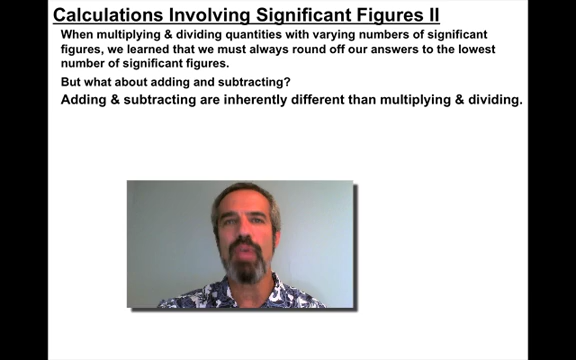 Calculations Involving Significant Figures II
When multiplying & dividing quantities with varying numbers of significant
figures, we learned that we must always round off our answers to the lowest
number of significant figures.
But what about adding and subtracting?
Adding & subtracting are inherently different than multiplying & dividing.